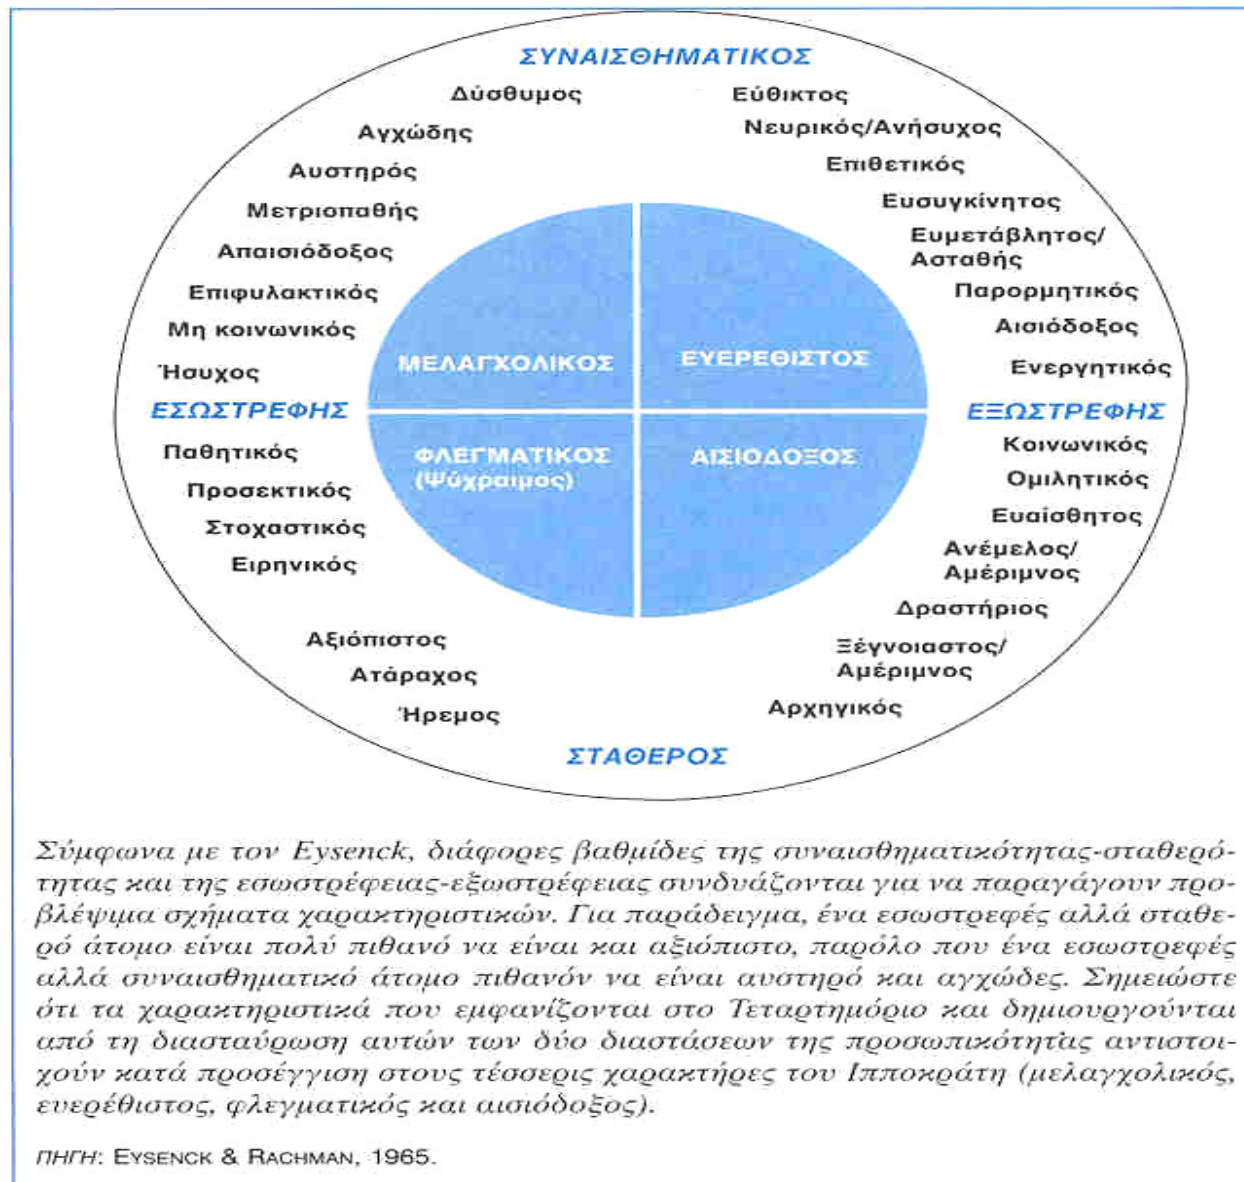 ΣΥΝΑΙΣΘΗΜΑΤΙΚΟΣ
Δύσθυμος
Αγχώδης
Αυστηρός
Μετριοπαθής
Απαισιόδοξος
Επιφυλακτικός
Μη κοινωνικός
Ήσυχος
ΕΣΩΣΤΡΕΦΗΣ
Παθητικός
Προσεκτικός
Στοχαστικός
Ειρηνικός
Αξιόπιστος
Ατάραχος
Ήρεμος
Εύθικτος
Νευρικός/Ανήσυχος
Επιθετικός
Ευσυγκίνητος
Ευμετάβλητος/
Ασταθής
Παρορμητικός
Αισιόδοξος
Ενεργητικός
ΕΞΩΣΤΡΕΦΗΣ
Κοινωνικός
Ομιλητικός
Ευαίσθητος
Ανέμελος/
Αμέριμνος
Δραστήριος
Ξέγνοιαστος/
Αμέριμνος
Αρχηγικός
ΜΕΛΑΓΧΟΛΙΚΟΣ
ΕΥΕΡΕΘΙΣΤΟΣ
ΦΛΕΓΜΑΤΙΚΟΣ
(Ψύχραιμος)
ΑΙΣΙΟΔΟΞΟΣ
ΣΤΑΘΕΡΟΣ
Σύμφωνα με τον Eysenck, διάφορες βαθμίδες της συναισθηματικότητας-σταθερό-
τητας και της εσωστρέφειας-εξωστρέφειας συνδυάζονται για να παραγάγουν προ-
βλέψιμα σχήματα χαρακτηριστικών. Για παράδειγμα, ένα εσωστρεφές αλλά σταθε-
ρό άτομο είναι πολύ πιθανό να είναι και αξιόπιστο, παρόλο που ένα εσωστρεφές
αλλά συναισθηματικό άτομο πιθανόν να είναι αυστηρό και αγχώδες. Σημειώστε
ότι τα χαρακτηριστικά που εμφανίζονται στο Τεταρτημόριο και δημιουργούνται
από τη διασταύρωση αυτών των δύο διαστάσεων της προσωπικότητας αντιστοι-
χούν κατά προσέγγιση στους τέσσερις χαρακτήρες του Ιπποκράτη (μελαγχολικός,
ευερέθιστος, φλεγματικός και αισιόδοξος).
ΠΗΓΗ: EYSENCK & RACHMAN, 1965.